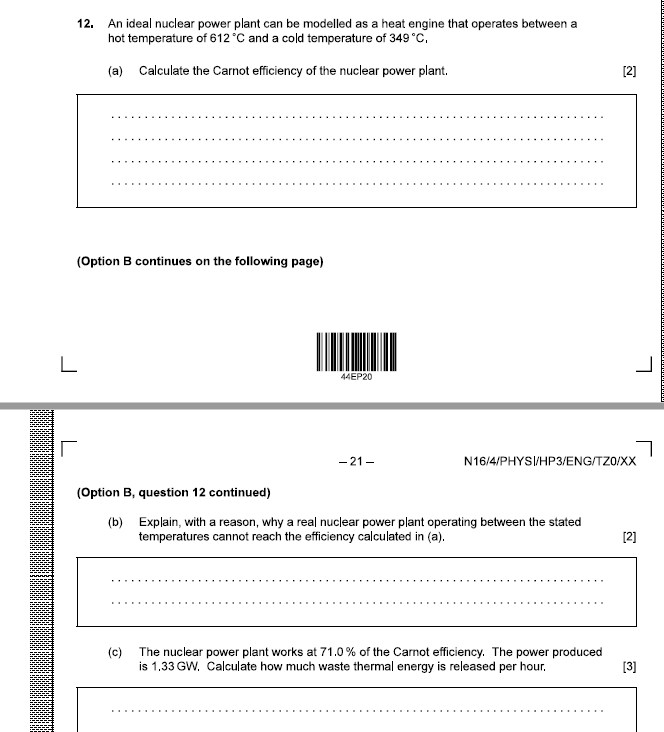 12. An ideal nuclear power plant can be modelled as a heat engine that operates between a
hot temperature of 612 °C and a cold temperature of 349 °C.
(a) Calculate the Carnot efficiency of the nuclear power plant. [2]
(Option B continues on the following page)
44EP20
– 21 – N16/4/PHYSI/HP3/ENG/TZ0/XX
(Option B, question 12 continued)
(b) Explain, with a reason, why a real nuclear power plant operating between the stated
temperatures cannot reach the efficiency calculated in (a). [2]
(c) The nuclear power plant works at 71.0 % of the Carnot efficiency. The power produced
is 1.33 GW. Calculate how much waste thermal energy is released per hour. [3]